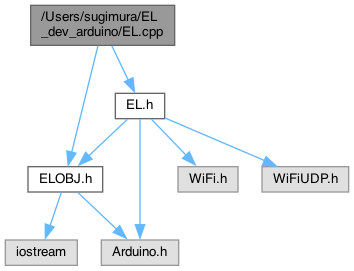 /Users/sugimura/EL
_dev_arduino/EL.cpp
EL.h
ELOBJ.h
WiFi.h
WiFiUDP.h
iostream
Arduino.h